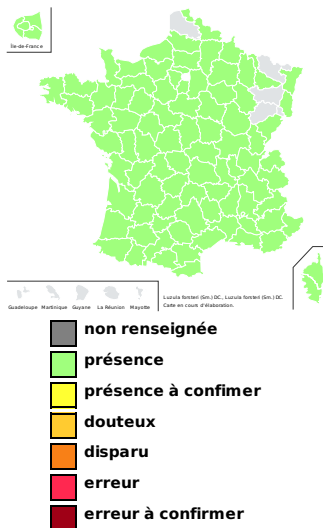 Île-de-France
Guadeloupe Martinique Guyane La Réunion Mayotte
Luzula forsteri (Sm.) DC., Luzula forsteri (Sm.) DC.
Carte en cours d'élaboration.
non renseignée
présence
présence à confimer
douteux
disparu
erreur
erreur à confirmer